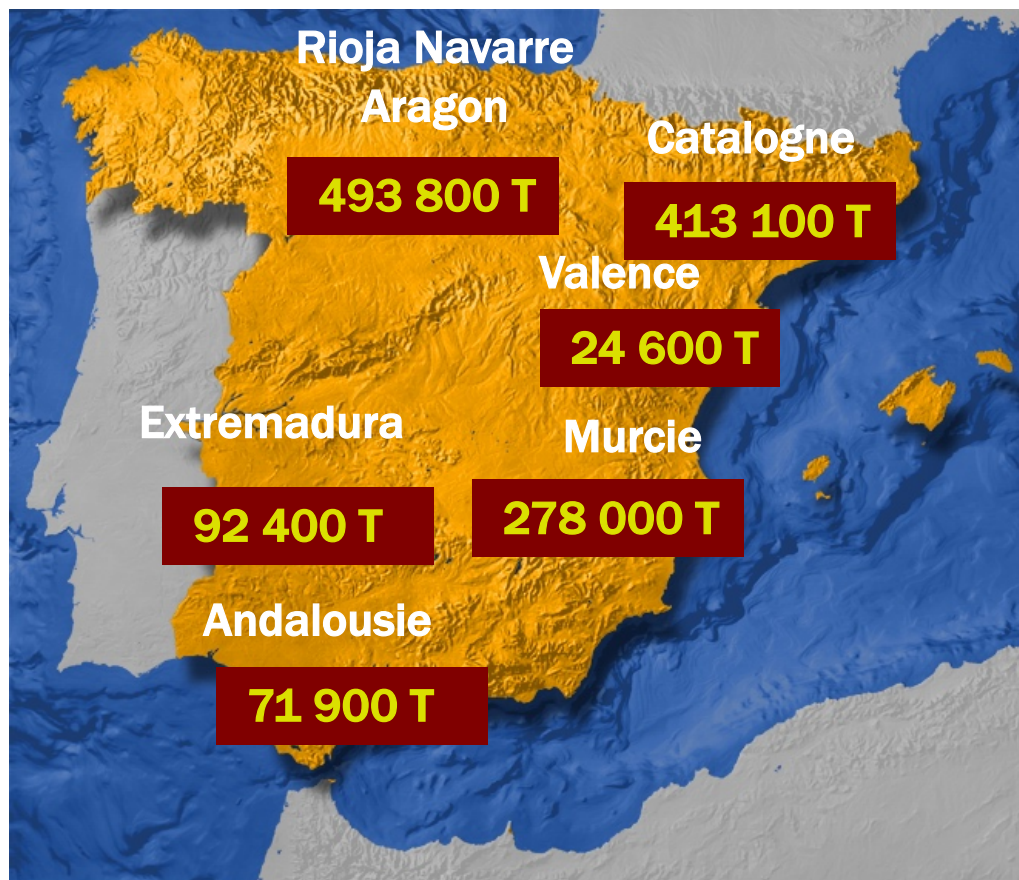 Rioja Navarre
Aragon
493 800 T
Catalogne
413 100 T
Valence
24 600 T
Extremadura
92 400 T
Murcie
278 000 T
Andalousie
71 900 T